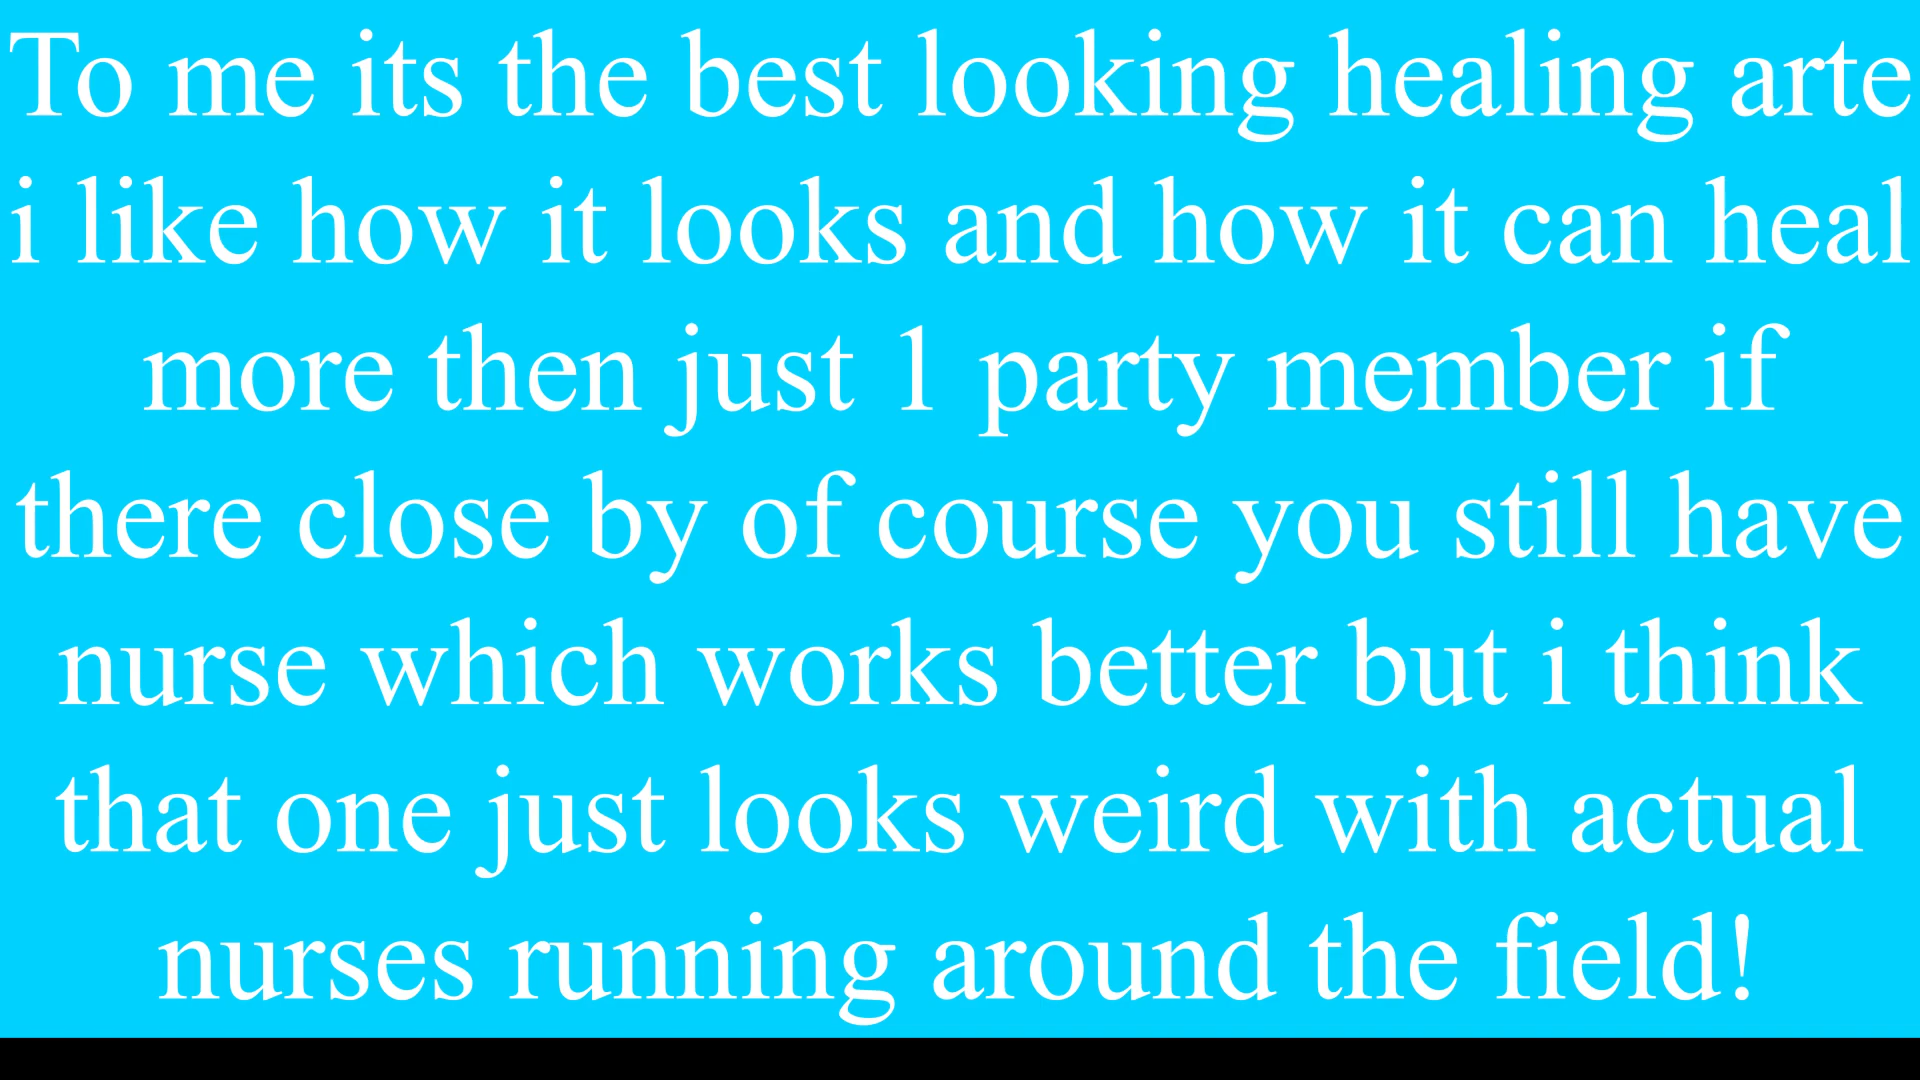 To me its the best looking healing arte
i like how it looks and how it can heal
more then just 1 party member if
there close by of course you still have
nurse which works better but i think
that one just looks weird with actual
nurses running around the field!